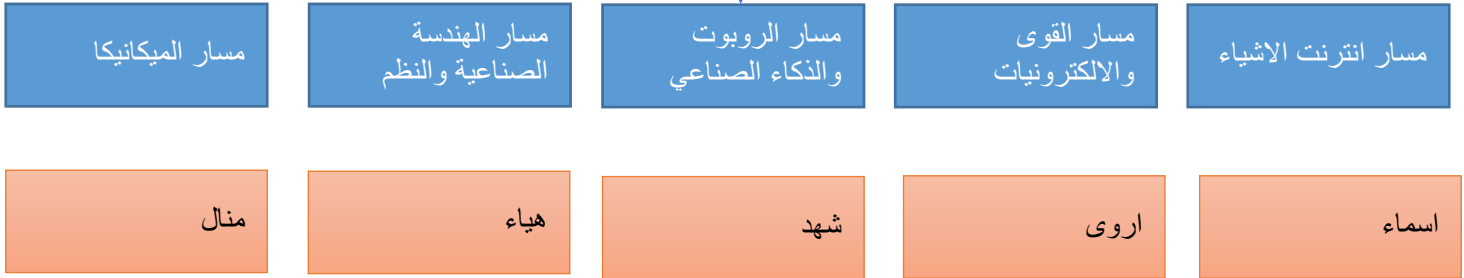 مسار انترنت الاشياء
مسار القوى
والالكترونيات
مسار الروبوت
والذكاء الصناعي
مسار الهندسة
الصناعية والنظم
مسار الميكانيكا
اسماء
اروى
شهد
هياء
منال